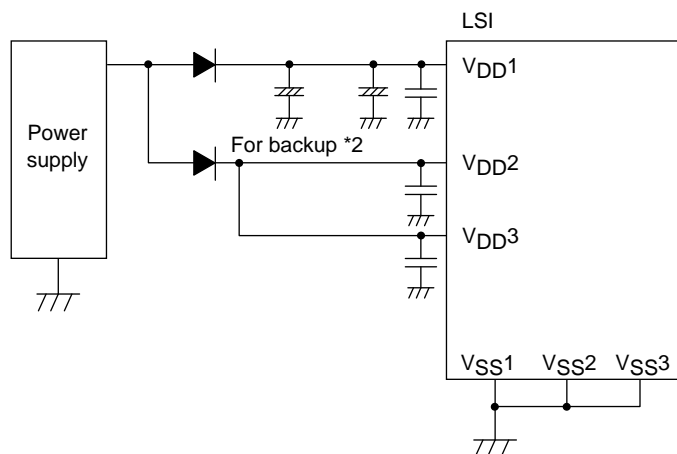 LSI
Power
supply
VDD1
For backup *2
VDD2
VDD3
VSS1 VSS2 VSS3